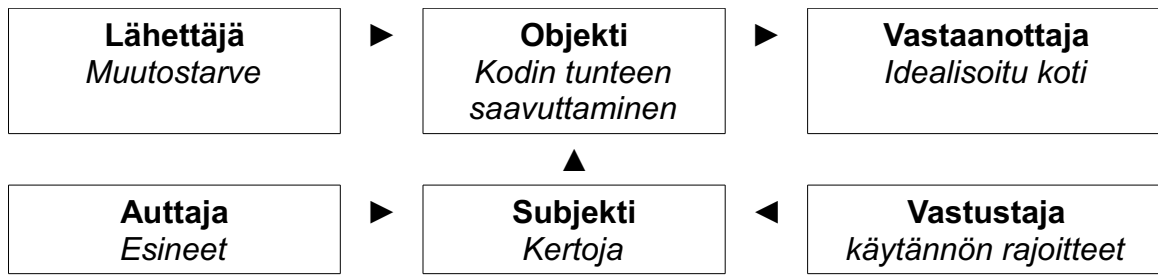 Lähettäjä
Muutostarve
Objekti
Kodin tunteen
saavuttaminen
Vastaanottaja
Idealisoitu koti
Auttaja
Esineet
Subjekti
Kertoja
Vastustaja
käytännön rajoitteet